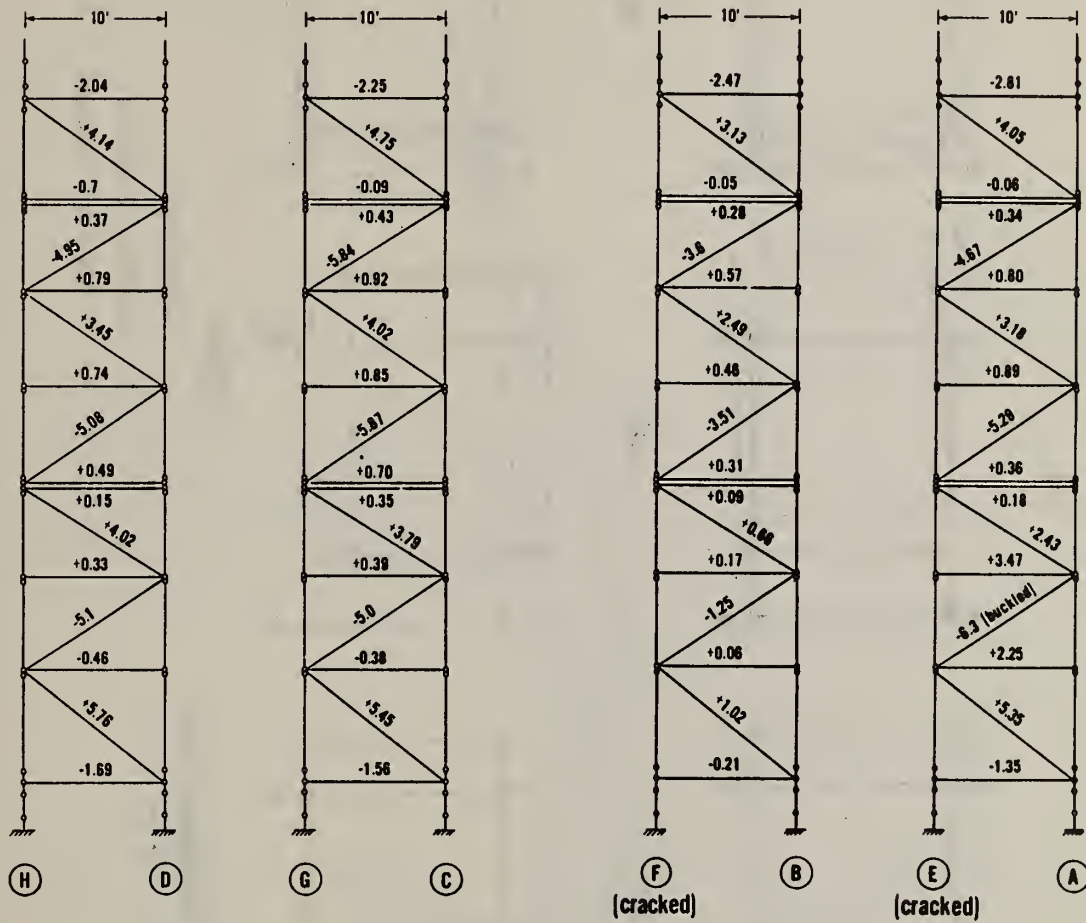 10' 10' 10' 10'
-2.04 -2.25 -2.47 -2.81
+4.14 +4.75 +3.13 +4.05
-0.7 -0.09 -0.05 -0.06
+0.37 +0.43 +0.28 +0.34
-4.95 -5.84 -3.6 -4.67
+0.79 +0.92 +0.57 +0.80
+3.45 +4.02 +2.49 +3.18
+0.74 +0.85 +0.46 +0.89
-5.08 -5.87 -3.51 -5.29
+0.49 +0.70 +0.31 +0.36
+0.15 +0.35 +0.09 +0.18
+4.02 +3.79 +0.66 +2.43
+0.33 +0.39 +0.17 +3.47
-5.1 -5.0 -1.25 -6.3 (buckled)
-0.46 -0.38 +0.06 +2.25
+5.76 +5.45 +1.02 +5.35
-1.69 -1.56 -0.21 -1.35
H D G C F B E A
(cracked) (cracked)